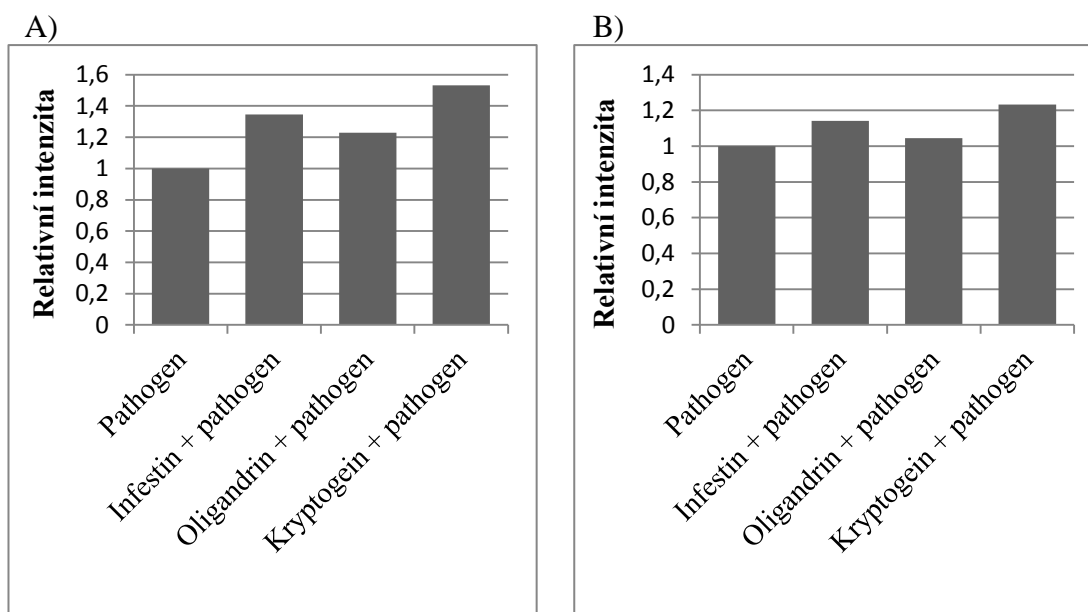 A)
Relativní intenzita
1,6
1,4
1,2
1
0,8
0,6
0,4
0,2
0
Pathogen
Infestin + pathogen
Oligandrin + pathogen
Kryptogein + pathogen
B)
Relativní intenzita
1,4
1,2
1
0,8
0,6
0,4
0,2
0
Pathogen
Infestin + pathogen
Oligandrin + pathogen
Kryptogein + pathogen